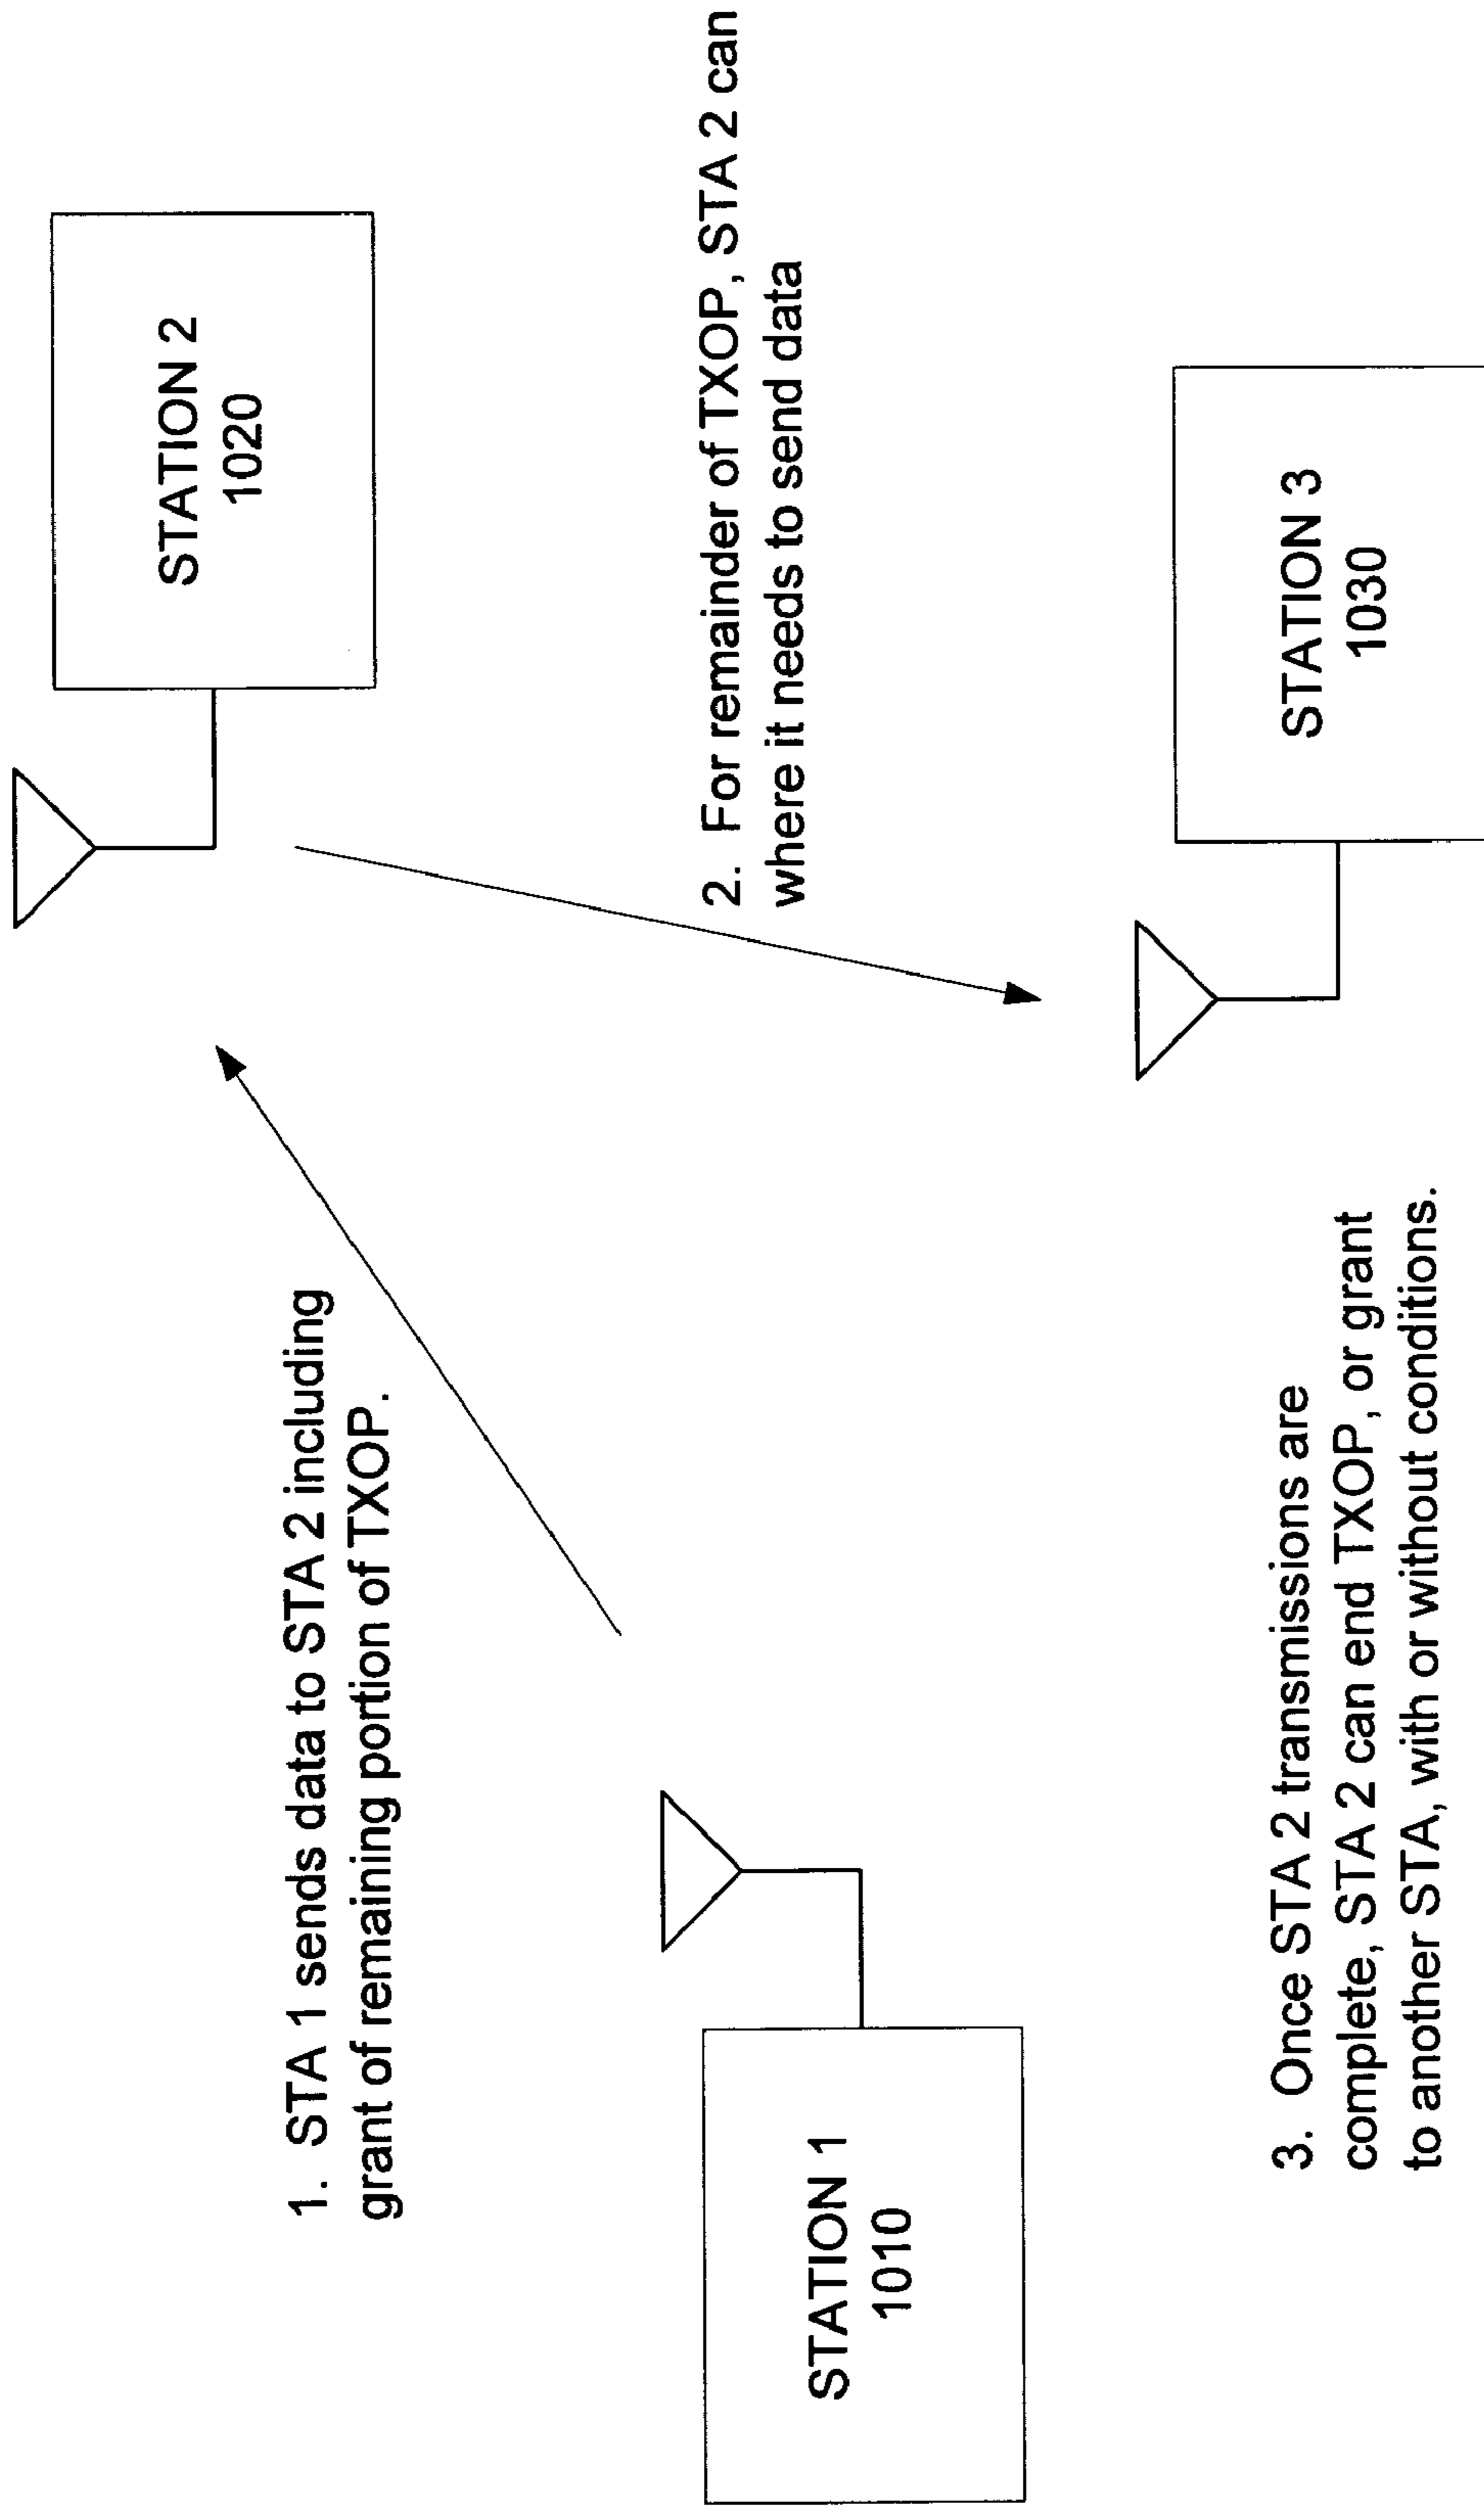 1. STA 1 sends data to STA 2 including
grant of remaining portion of TXOP.
STATION 2
1020
2. For remainder of TXOP, STA 2 can
where it needs to send data
STATION 1
1010
STATION 3
1030
3. Once STA 2 transmissions are
complete, STA 2 can end TXOP, or grant
to another STA, with or without conditions.